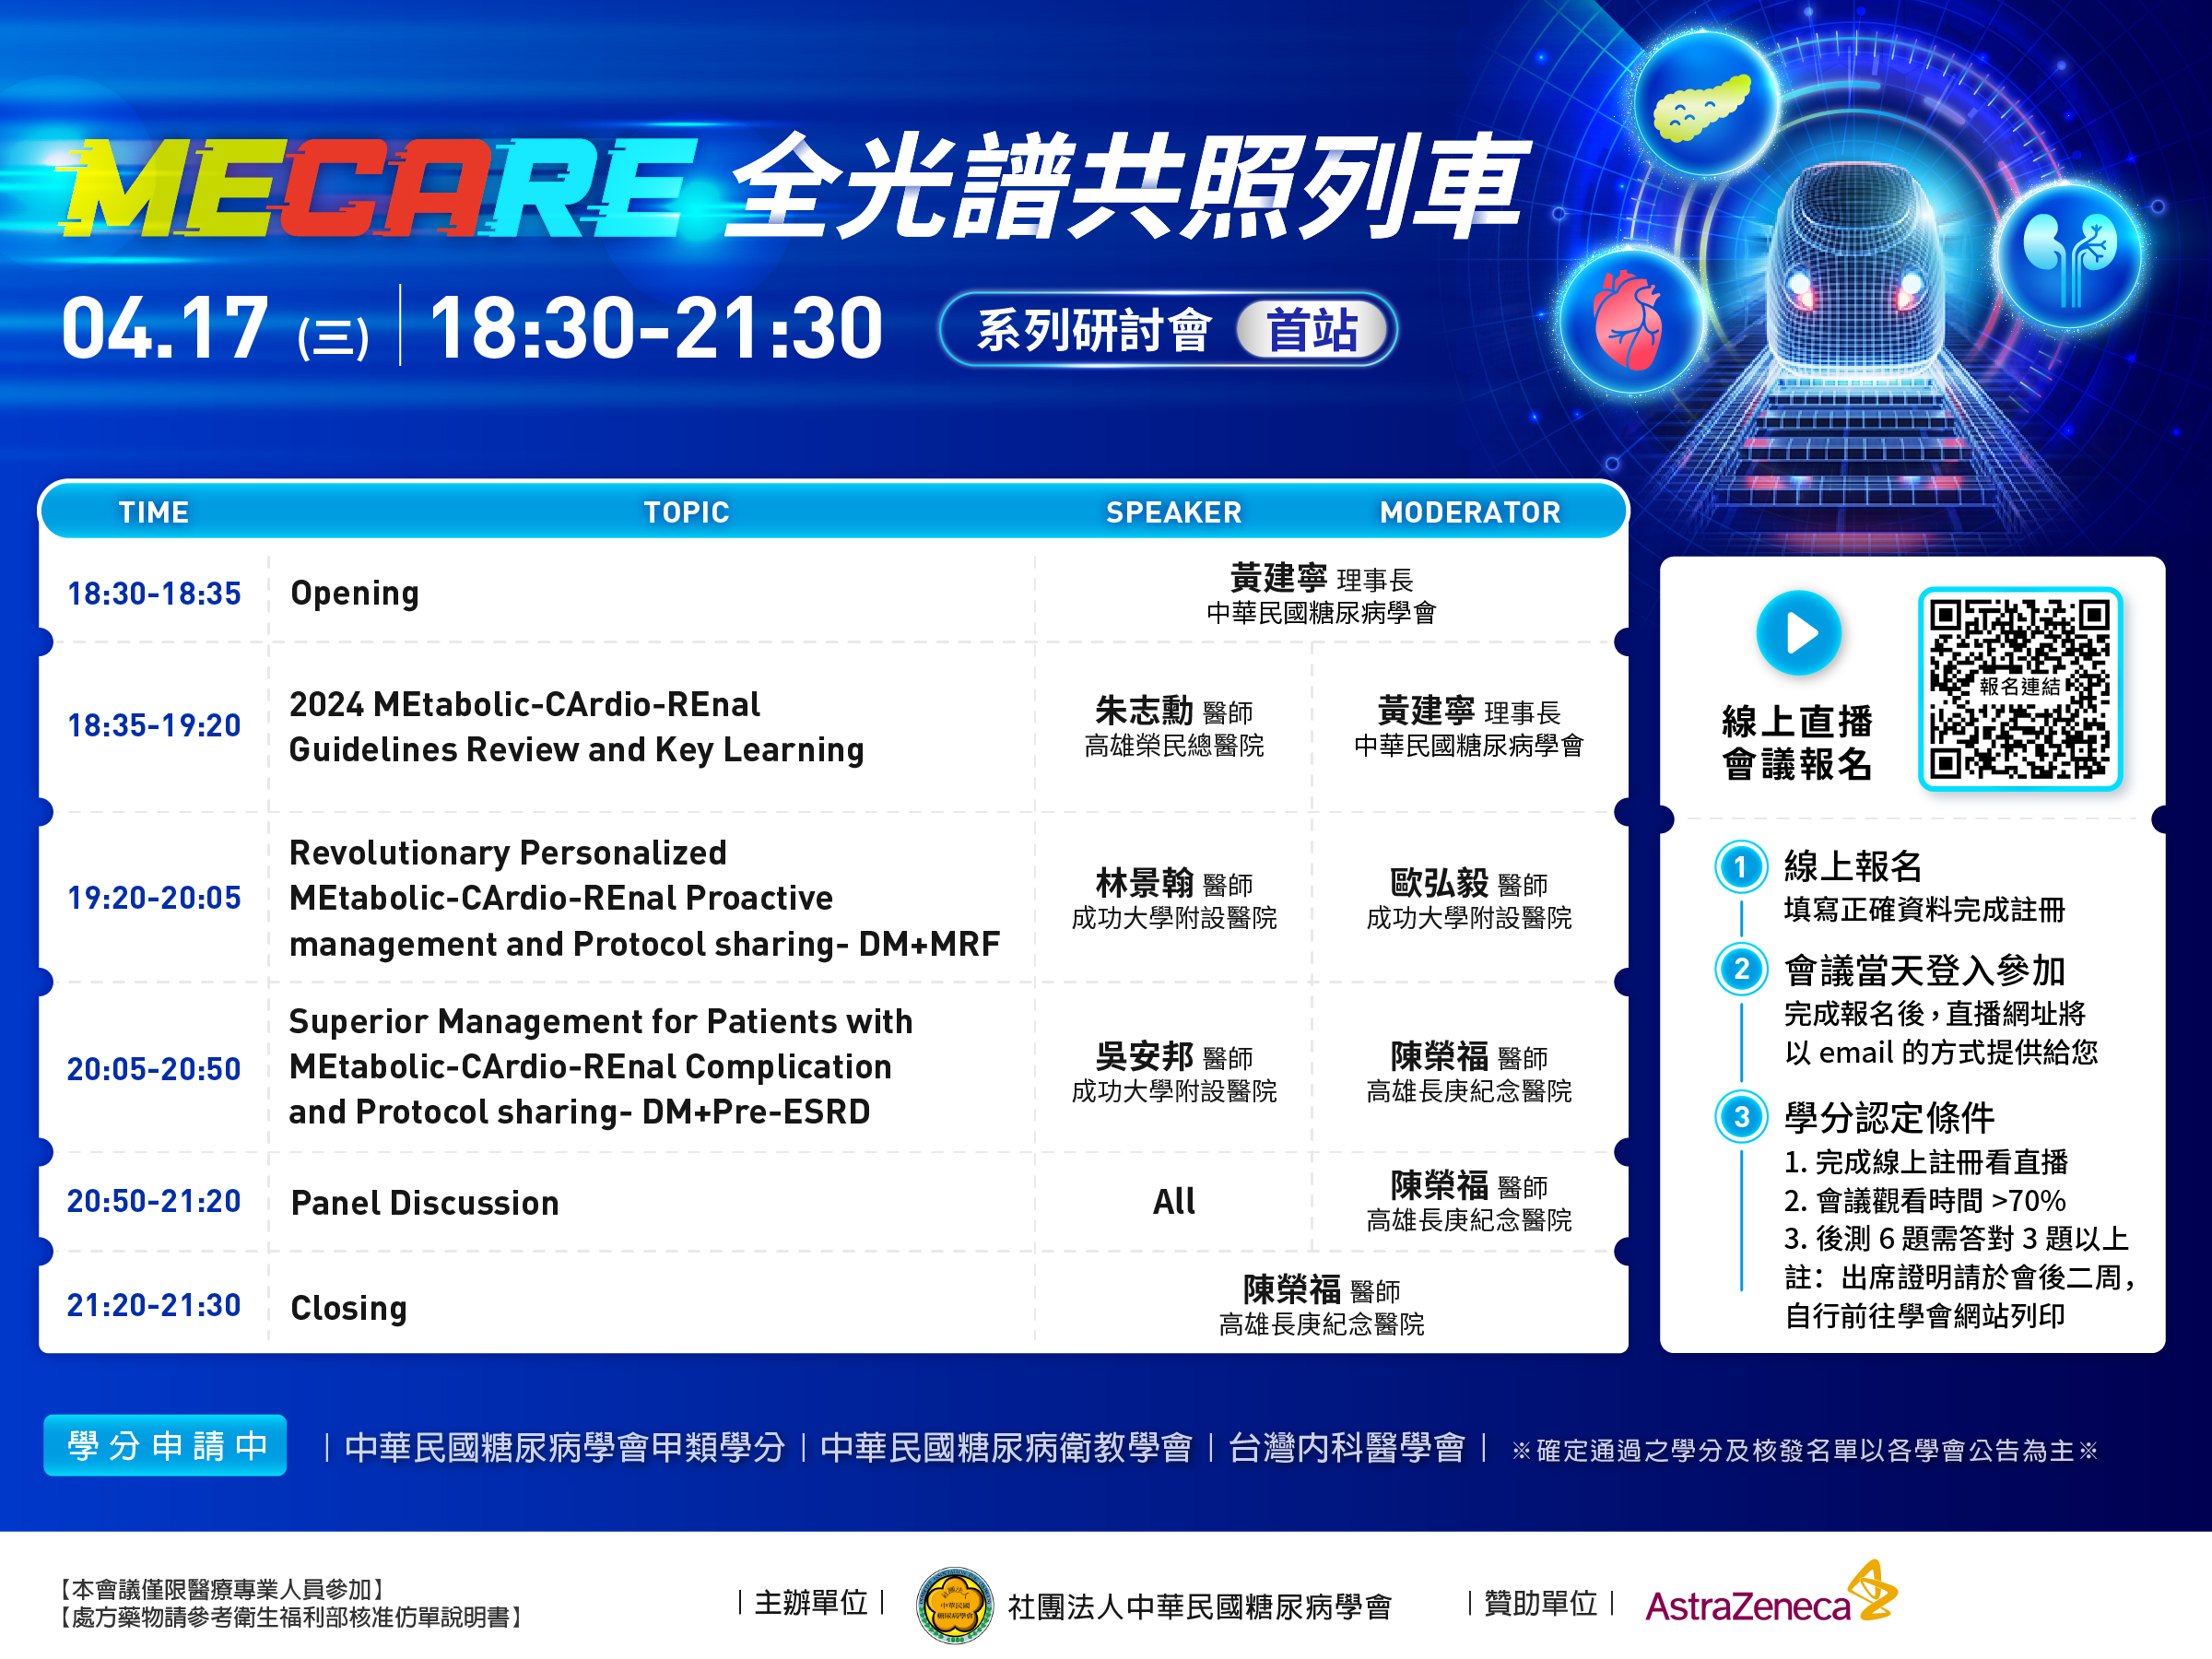 MECARE 全光譜共照列車
04.17 (三) 18:30-21:30 系列研討會 首站
TIME TOPIC SPEAKER MODERATOR
18:30-18:35 Opening 黃建寧 理事長
中華民國糖尿病學會
18:35-19:20
2024 MEtabolic-CArdio-REnal
Guidelines Review and Key Learning
朱志勳 醫師
高雄榮民總醫院
黃建寧 理事長
中華民國糖尿病學會
19:20-20:05
Revolutionary Personalized
MEtabolic-CArdio-REnal Proactive
management and Protocol sharing- DM+MRF
林景翰 醫師
成功大學附設醫院
歐弘毅 醫師
成功大學附設醫院
20:05-20:50
Superior Management for Patients with
MEtabolic-CArdio-REnal Complication
and Protocol sharing- DM+Pre-ESRD
吳安邦 醫師
成功大學附設醫院
陳榮福 醫師
高雄長庚紀念醫院
20:50-21:20 Panel Discussion All
陳榮福 醫師
高雄長庚紀念醫院
21:20-21:30 Closing
陳榮福 醫師
高雄長庚紀念醫院
線上直播
會議報名
報名連結
1 線上報名
填寫正確資料完成註冊
2 會議當天登入參加
完成報名後，直播網址將
以 email 的方式提供給您
3 學分認定條件
1. 完成線上註冊看直播
2. 會議觀看時間 >70%
3. 後測 6 題需答對 3 題以上
註：出席證明請於會後二周，
自行前往學會網站列印
學分申請中 ｜中華民國糖尿病學會甲類學分｜中華民國糖尿病衛教學會｜台灣內科醫學會｜ ※確定通過之學分及核發名單以各學會公告為主※
【本會議僅限醫療專業人員參加】
【處方藥物請參考衛生福利部核准仿單說明書】
｜主辦單位｜ 社團法人中華民國糖尿病學會 ｜贊助單位｜ AstraZeneca